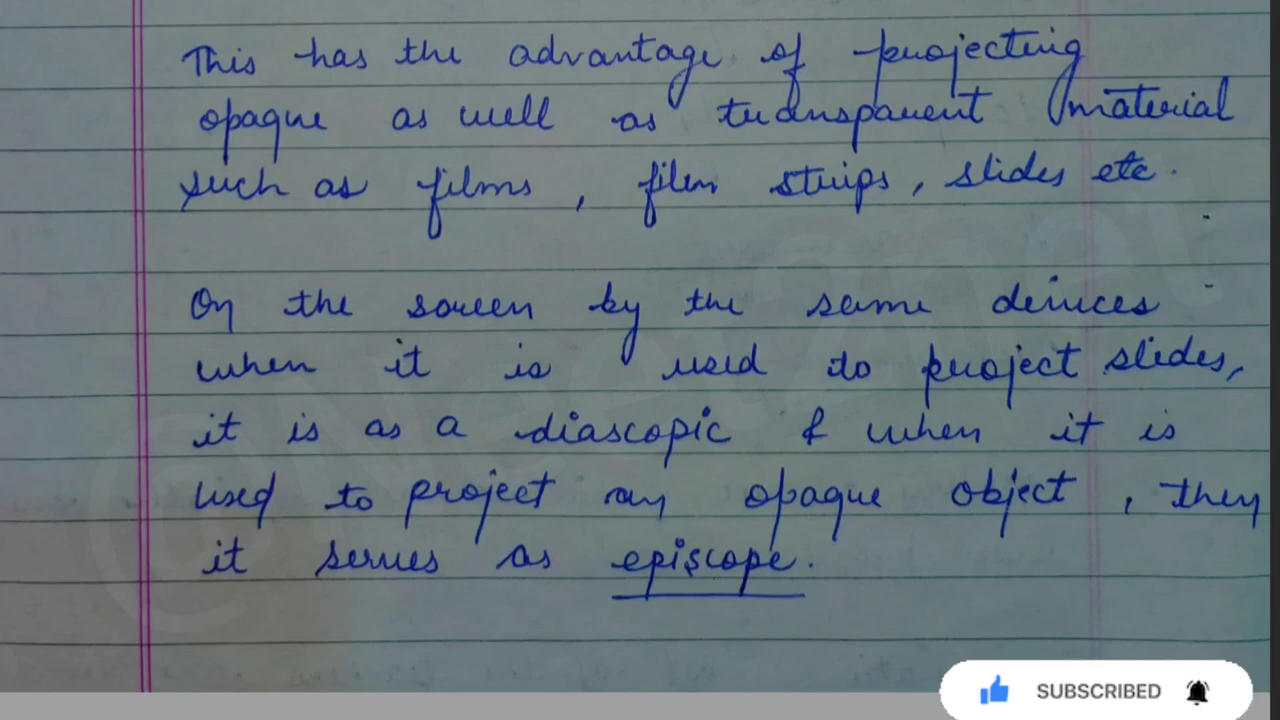 This has the advantage of projecting
opaque as well as transparent material
such as films, film strips, slides etc.
On the screen by the same devices
when it is used to project slides,
it is as a diascopic & when it is
used to project any opaque object, they
it serves as episcope.
SUBSCRIBED